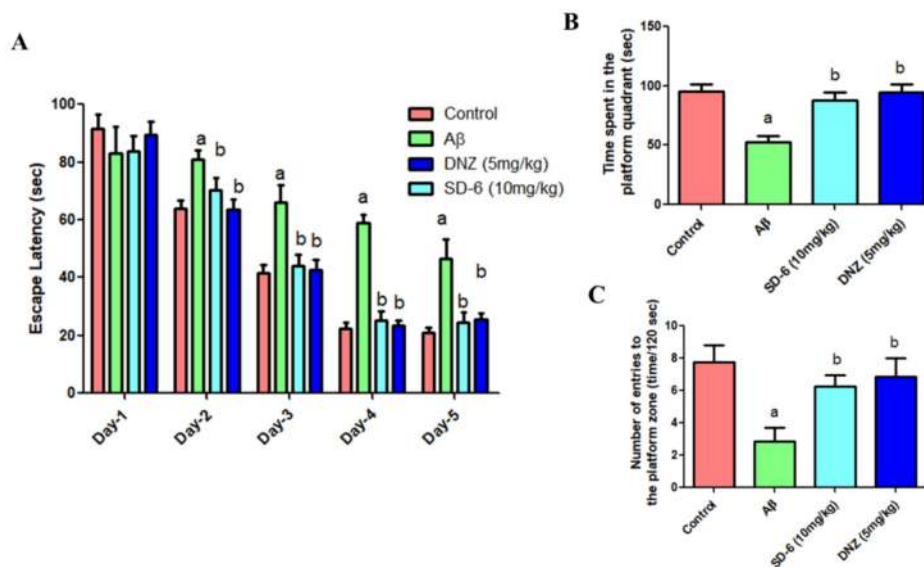 A
Escape Latency (sec)
100
80
60
40
20
0
Control
Aβ
DNZ (5mg/kg)
SD-6 (10mg/kg)
a
b
b
a
b
b
a
b
b
a
b
b
Day-1
Day-2
Day-3
Day-4
Day-5
B
Time spent in the
platform quadrant (sec)
150
100
50
0
a
b
b
Control
Aβ
SD-6 (10mg/kg)
DNZ (5mg/kg)
C
Number of entries to
the platform zone (time/120 sec)
8
6
4
2
0
a
b
b
Control
Aβ
SD-6 (10mg/kg)
DNZ (5mg/kg)